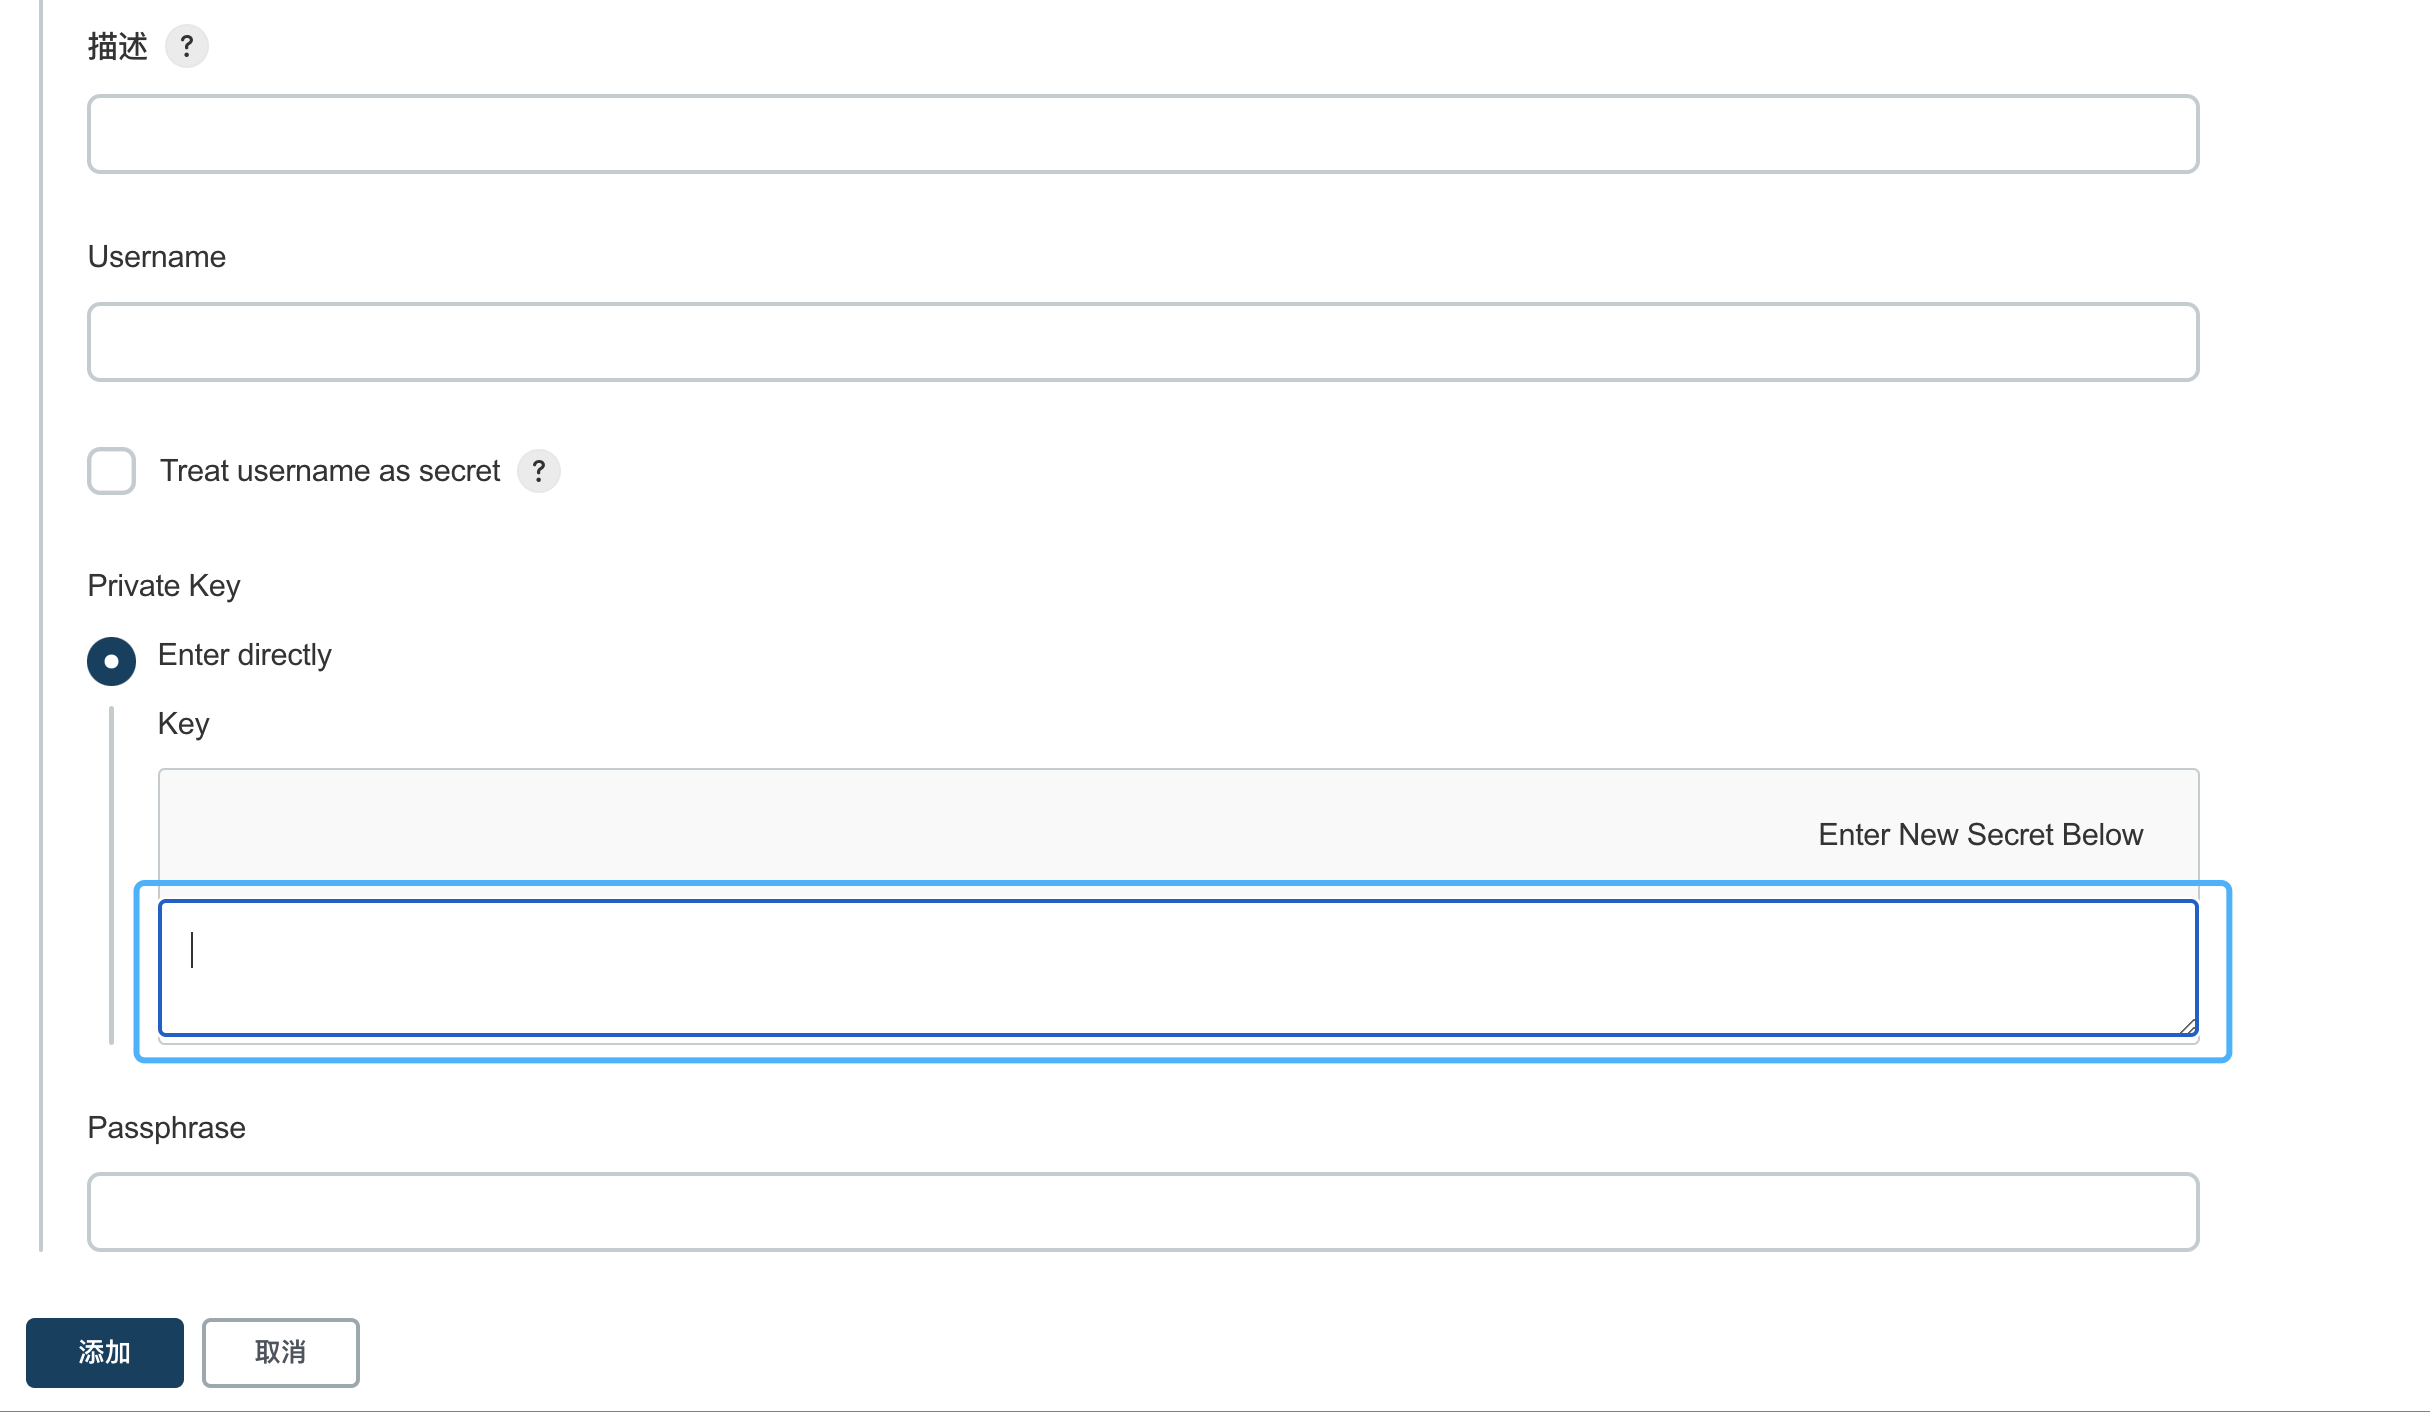 描述 ?
Username
Treat username as secret ?
Private Key
Enter directly
Key
Enter New Secret Below
Passphrase
添加 取消